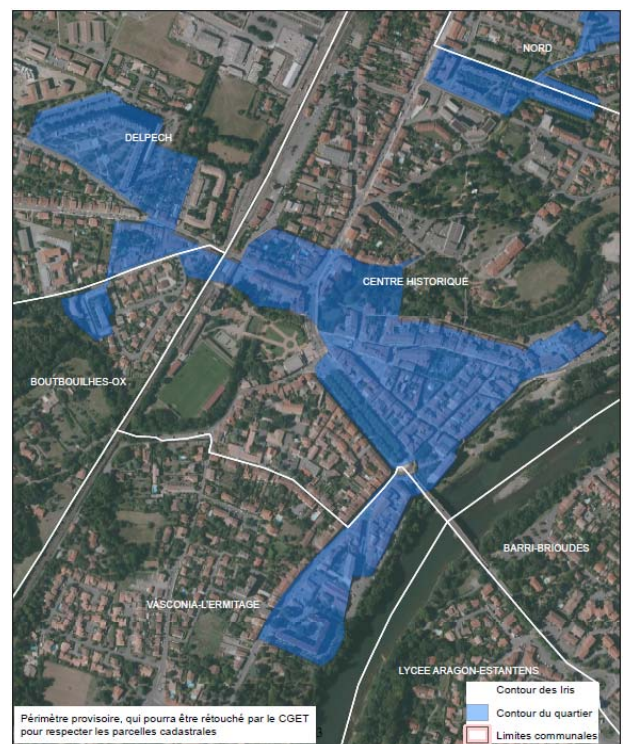 NORD
DELPECH
CENTRE HISTORIQUE
BOUTBOUILHES-OX
BARRI-BRIOUDES
VASCONIA-L'ERMITAGE
LYCEE ARAGON-ESTANTENS
Contour des Iris
Contour du quartier
Limites communales
Périmètre provisoire, qui pourra être rétouché par le CGET
pour respecter les parcelles cadastrales